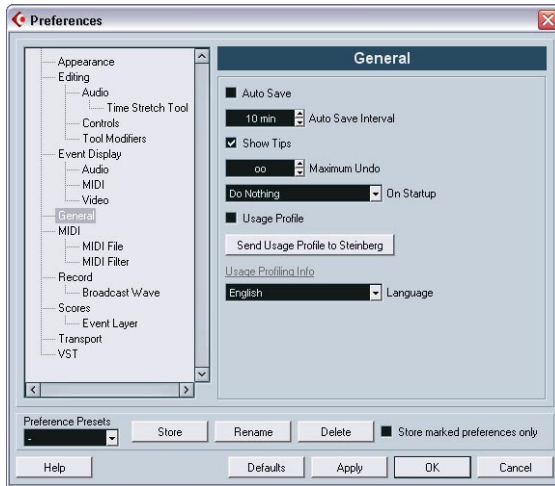 Preferences
Appearance
Editing
Audio
Time Stretch Tool
Controls
Tool Modifiers
Event Display
Audio
MIDI
Video
General
MIDI
MIDI File
MIDI Filter
Record
Broadcast Wave
Scores
Event Layer
Transport
VST
General
Auto Save
10 min Auto Save Interval
Show Tips
oo Maximum Undo
Do Nothing On Startup
Usage Profile
Send Usage Profile to Steinberg
Usage Profiling Info
English Language
Preference Presets
-
Store Rename Delete Store marked preferences only
Help Defaults Apply OK Cancel